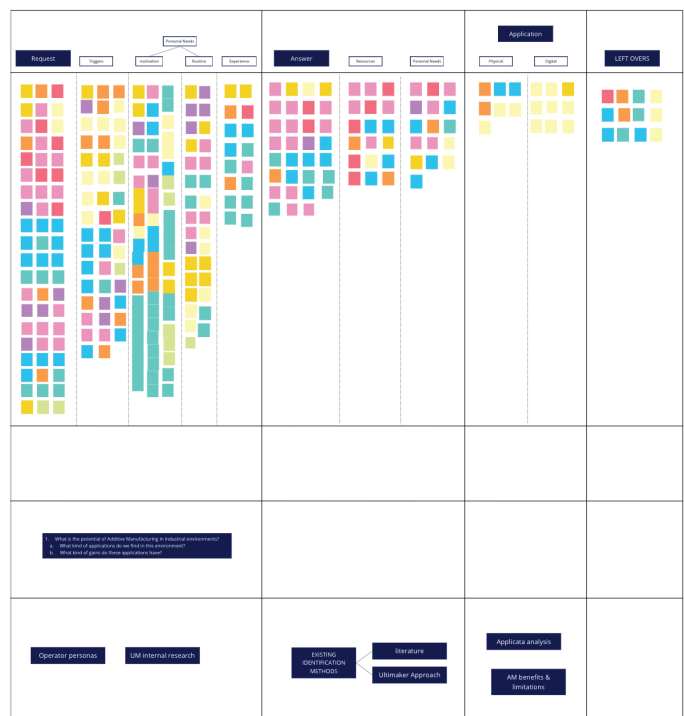 Personal Needs
Application
Request
Triggers
Motivation
Routine
Experience
Answer
Resources
Personal Needs
Physical
Digital
LEFT OVERS
1. What is the potential of Additive Manufacturing in industrial environments?
a. What kind of applications do we find in this environment?
b. What kind of gains do these applications have?
Operator personas
UM internal research
EXISTING
IDENTIFICATION
METHODS
literature
Ultimaker Approach
Applicata analysis
AM benefits &
limitations